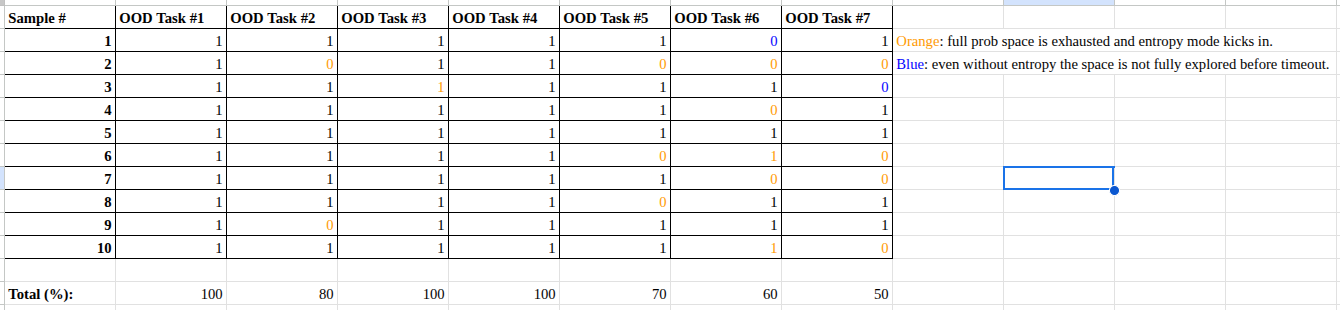 Sample # OOD Task #1 OOD Task #2 OOD Task #3 OOD Task #4 OOD Task #5 OOD Task #6 OOD Task #7
1 1 1 1 1 1 0 1 Orange: full prob space is exhausted and entropy mode kicks in.
2 1 0 1 1 0 0 0 Blue: even without entropy the space is not fully explored before timeout.
3 1 1 1 1 1 1 0
4 1 1 1 1 1 0 1
5 1 1 1 1 1 1 1
6 1 1 1 1 0 1 0
7 1 1 1 1 1 0 0
8 1 1 1 1 0 1 1
9 1 0 1 1 1 1 1
10 1 1 1 1 1 1 0
Total (%): 100 80 100 100 70 60 50